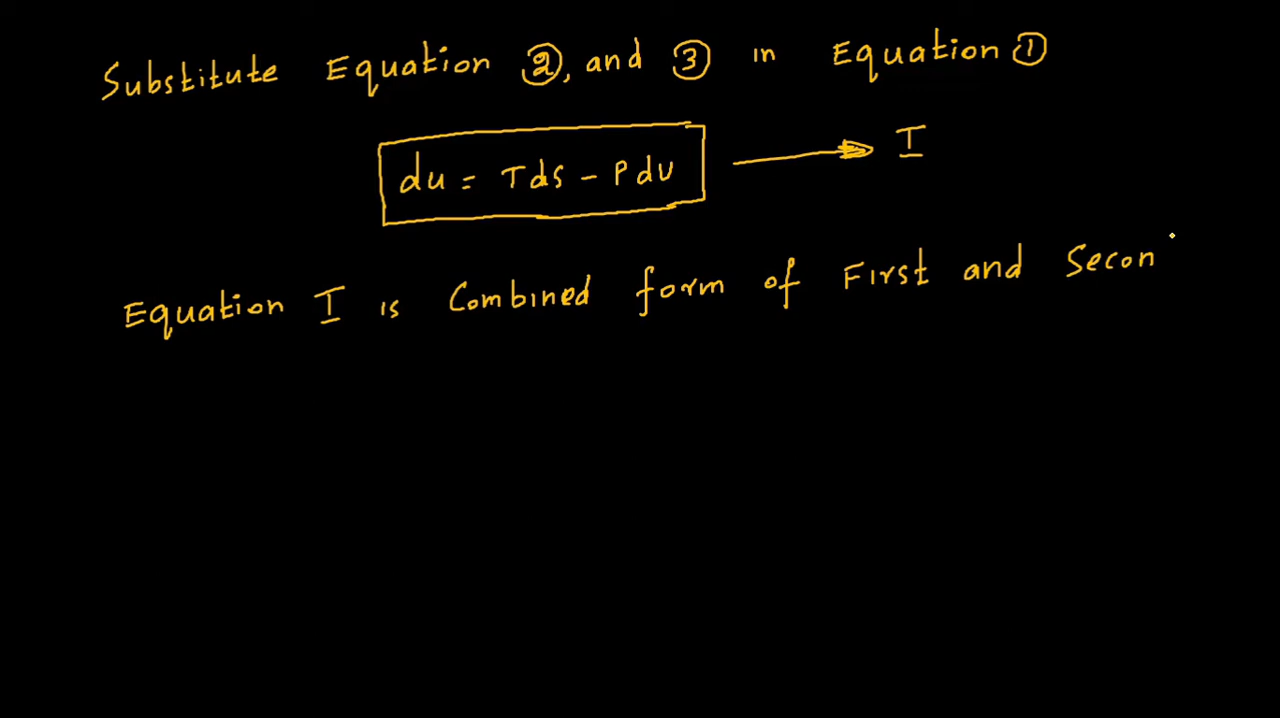 Substitute Equation ②, and ③ in Equation ①
du = Tds - Pdv → I
Equation I is Combined form of First and Secon